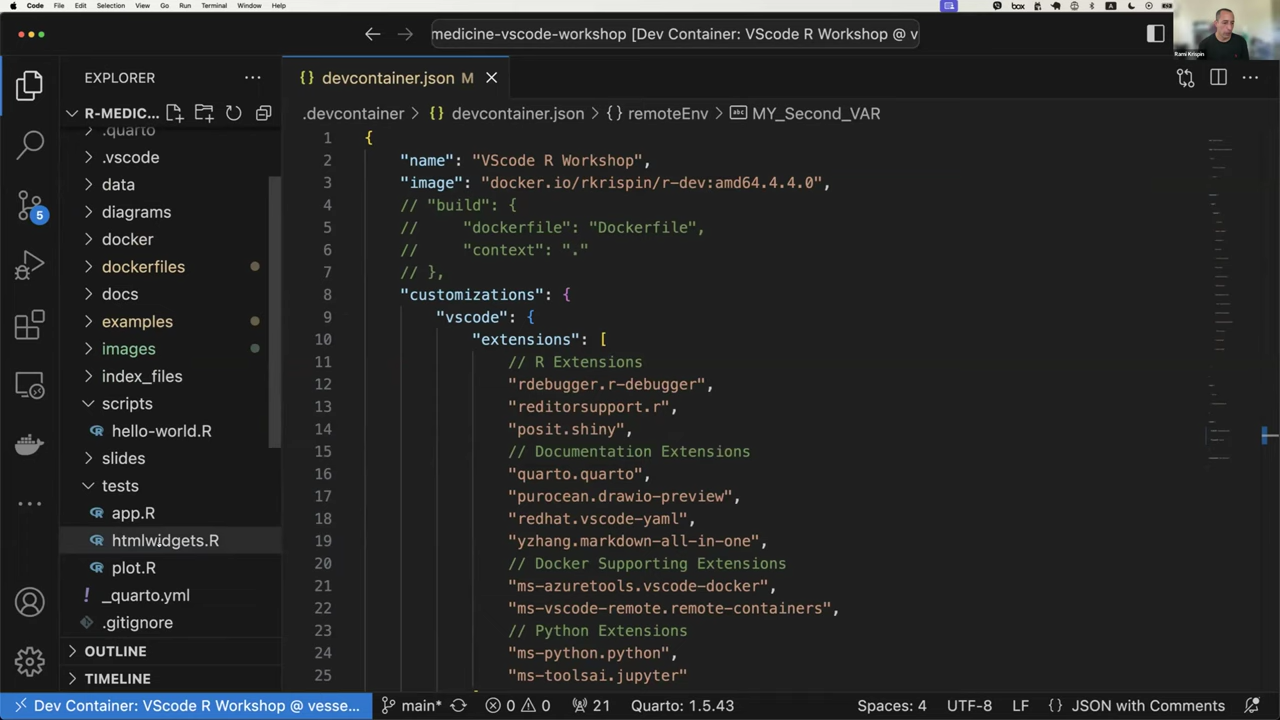 Code File Edit Selection View Go Run Terminal Window Help
box
A
Rami Krispin
medicine-vscode-workshop [Dev Container: VScode R Workshop @ v
EXPLORER
R-MEDIC...
.quarto
.vscode
data
diagrams
docker
dockerfiles
docs
examples
images
index_files
scripts
hello-world.R
slides
tests
app.R
htmlwidgets.R
plot.R
_quarto.yml
.gitignore
OUTLINE
TIMELINE
5
devcontainer.json M
.devcontainer > {} devcontainer.json > {} remoteEnv > abc MY_Second_VAR
1 {
2 "name": "VScode R Workshop",
3 "image": "docker.io/rkrispin/r-dev:amd64.4.4.0",
4 // "build": {
5 // "dockerfile": "Dockerfile",
6 // "context": "."
7 // },
8 "customizations": {
9 "vscode": {
10 "extensions": [
11 // R Extensions
12 "rdebugger.r-debugger",
13 "reditorsupport.r",
14 "posit.shiny",
15 // Documentation Extensions
16 "quarto.quarto",
17 "purocean.drawio-preview",
18 "redhat.vscode-yaml",
19 "yzhang.markdown-all-in-one",
20 // Docker Supporting Extensions
21 "ms-azuretools.vscode-docker",
22 "ms-vscode-remote.remote-containers",
23 // Python Extensions
24 "ms-python.python",
25 "ms-toolsai.jupyter"
Dev Container: VScode R Workshop @ vesse... main* 0 0 21 Quarto: 1.5.43 Spaces: 4 UTF-8 LF {} JSON with Comments